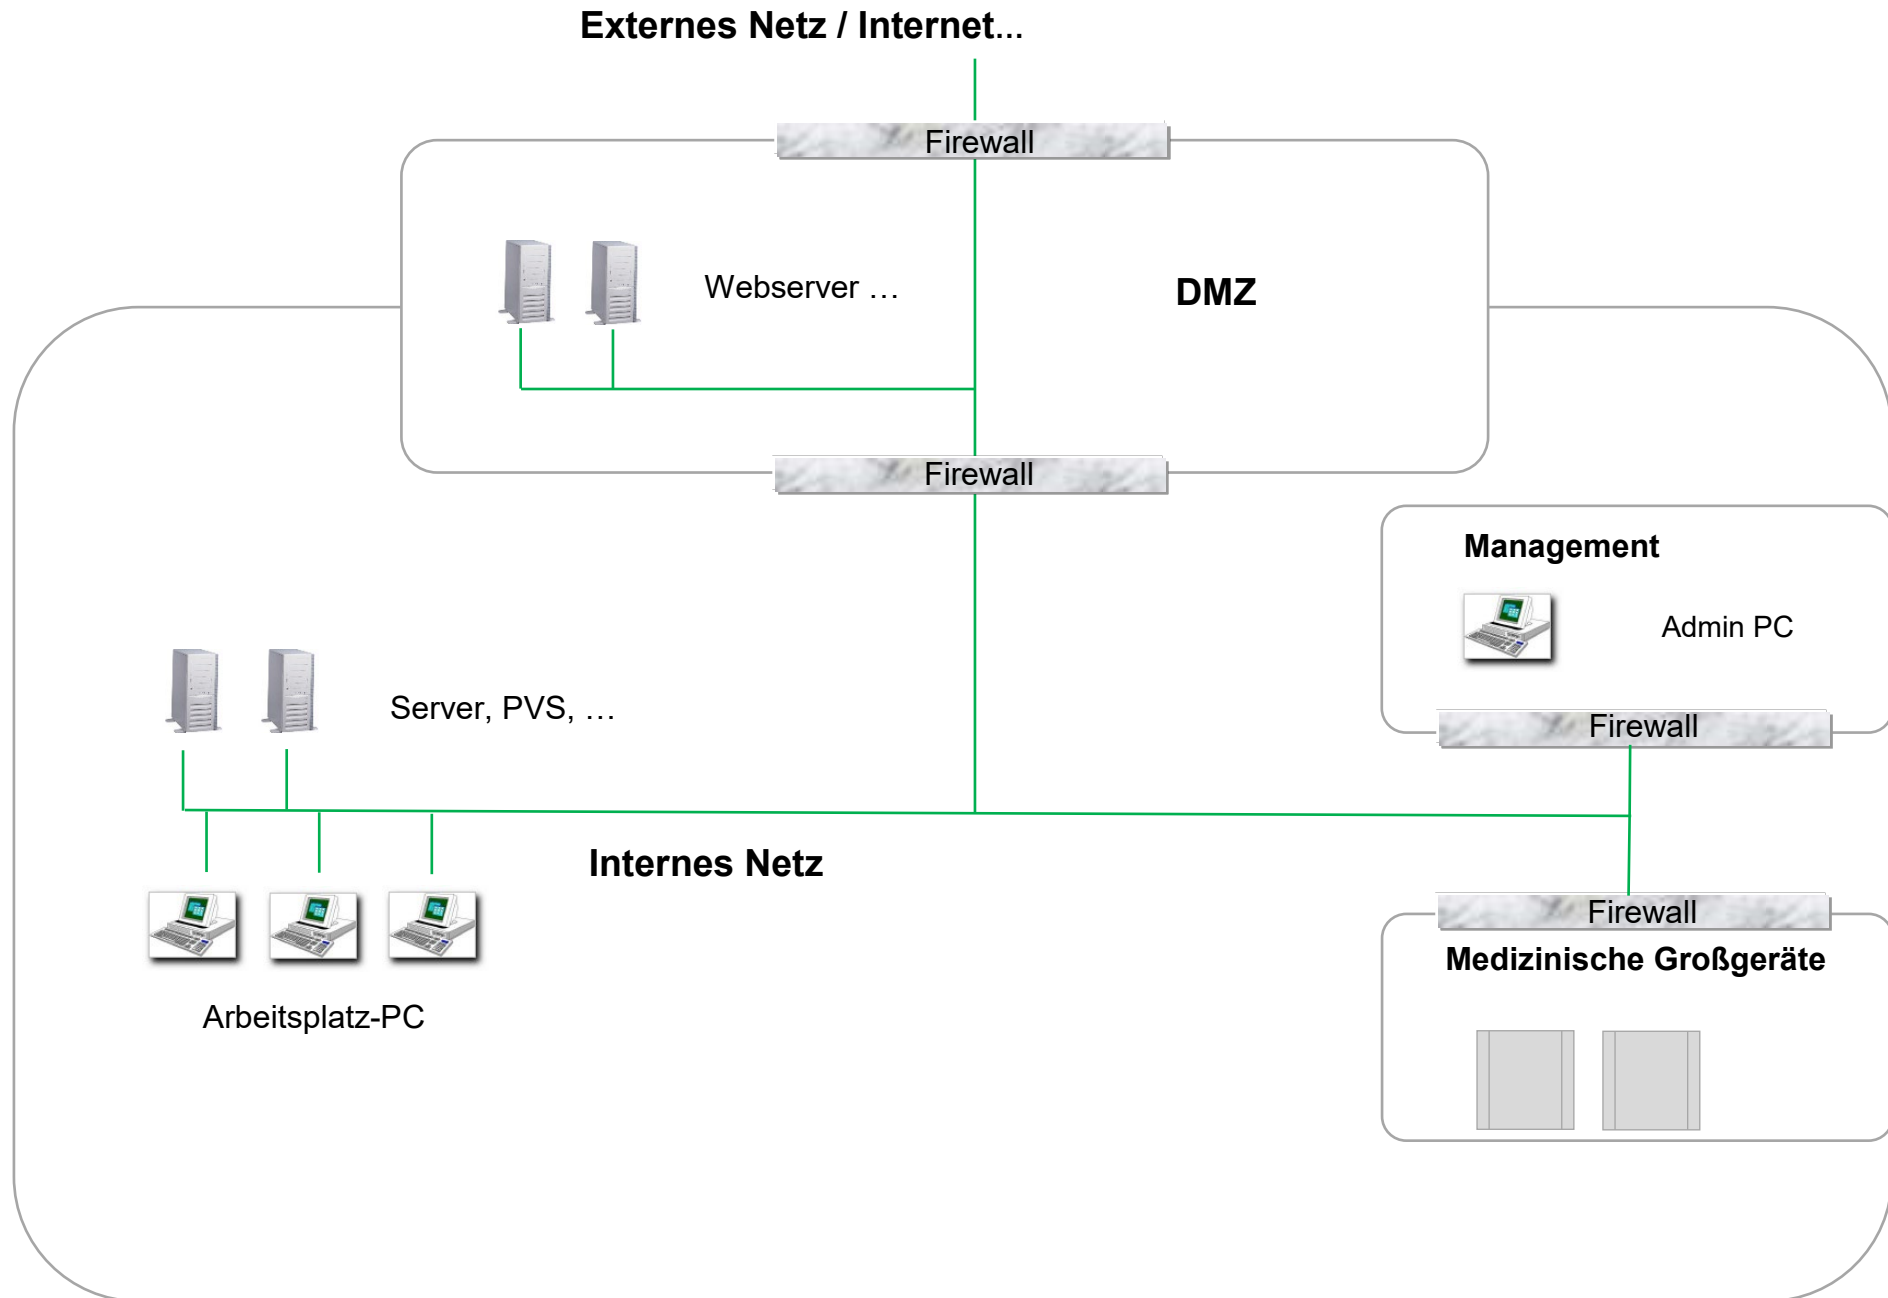 Externes Netz / Internet...
Firewall
Webserver …
DMZ
Firewall
Management
Admin PC
Server, PVS, …
Firewall
Internes Netz
Firewall
Medizinische Großgeräte
Arbeitsplatz-PC